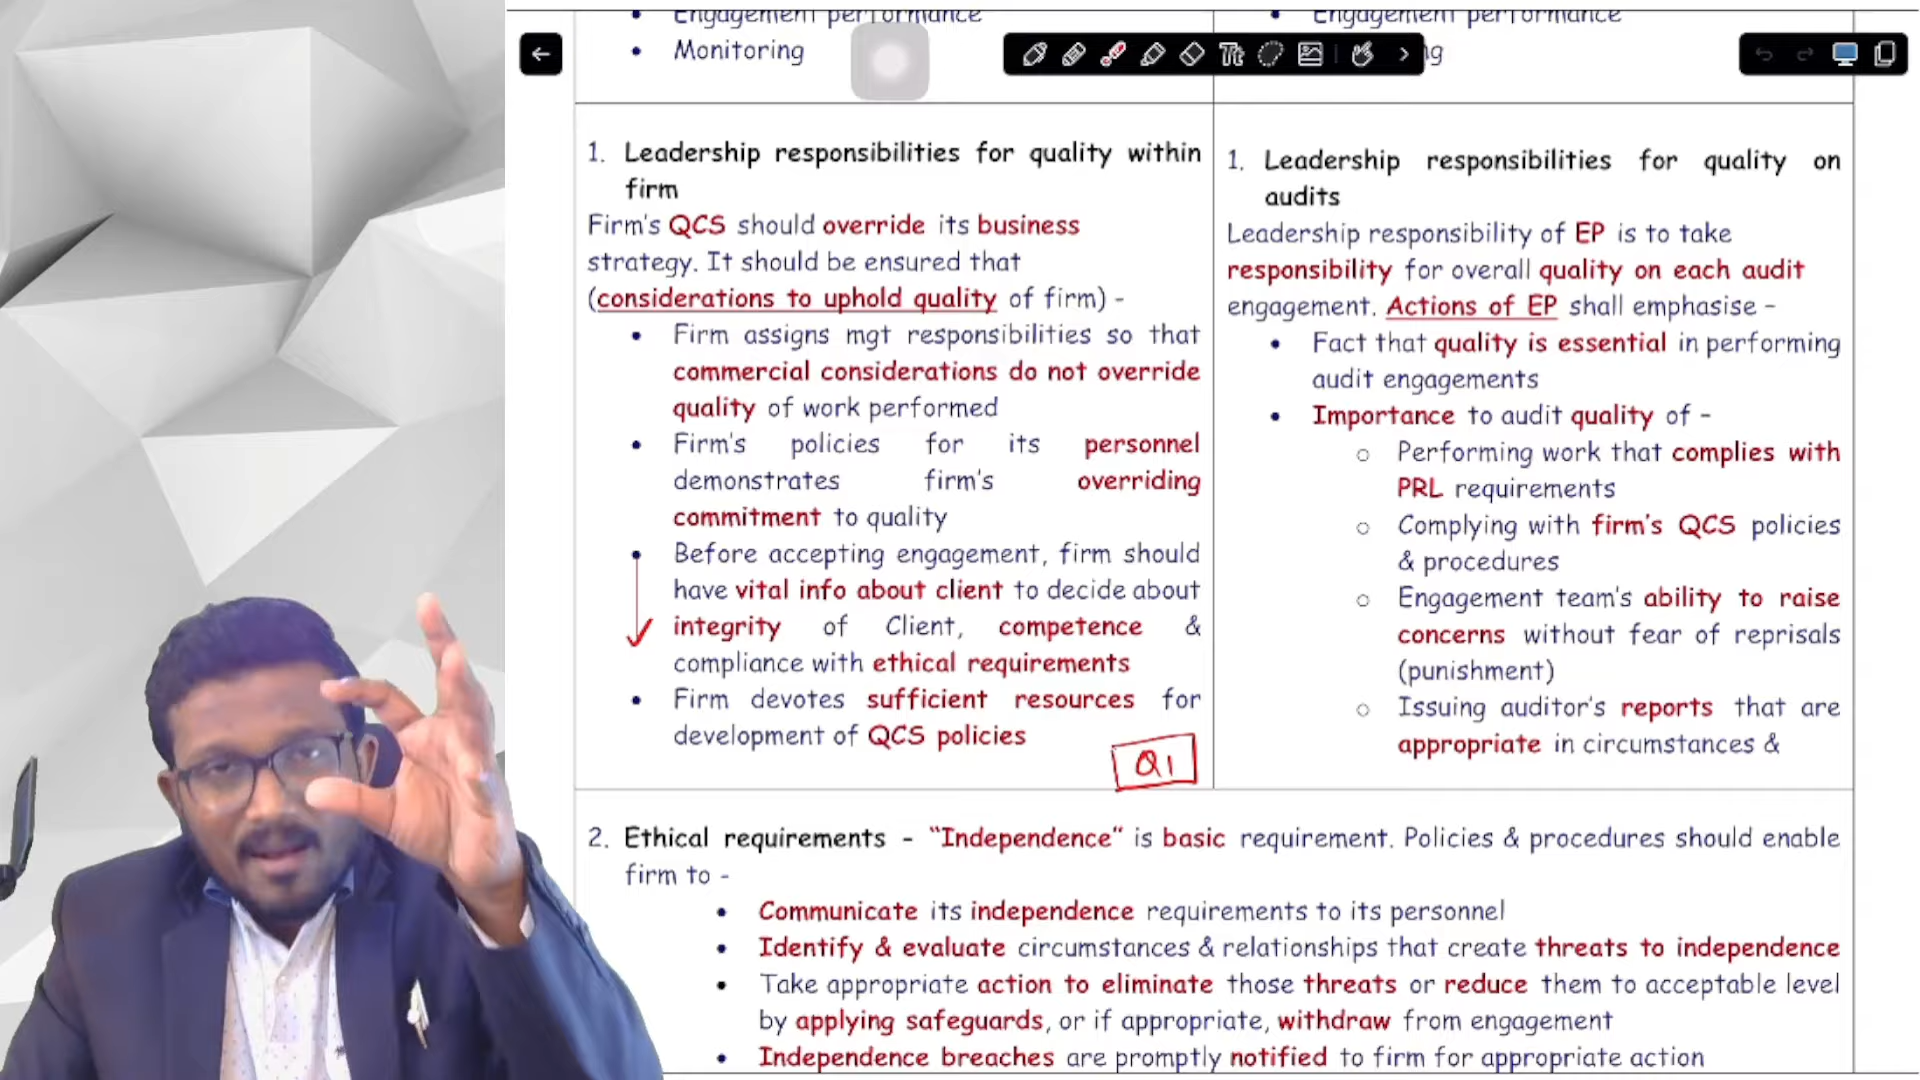 Engagement performance
Monitoring
Engagement performance
Tt
1. Leadership responsibilities for quality within
firm
Firm's QCS should override its business
strategy. It should be ensured that
(considerations to uphold quality of firm) -
Firm assigns mgt responsibilities so that
commercial considerations do not override
quality of work performed
Firm's policies for its personnel
demonstrates firm's overriding
commitment to quality
Before accepting engagement, firm should
have vital info about client to decide about
integrity of Client, competence &
compliance with ethical requirements
Firm devotes sufficient resources for
development of QCS policies
Q1
1. Leadership responsibilities for quality on
audits
Leadership responsibility of EP is to take
responsibility for overall quality on each audit
engagement. Actions of EP shall emphasise -
Fact that quality is essential in performing
audit engagements
Importance to audit quality of -
Performing work that complies with
PRL requirements
Complying with firm's QCS policies
& procedures
Engagement team's ability to raise
concerns without fear of reprisals
(punishment)
Issuing auditor's reports that are
appropriate in circumstances &
2. Ethical requirements - "Independence" is basic requirement. Policies & procedures should enable
firm to -
Communicate its independence requirements to its personnel
Identify & evaluate circumstances & relationships that create threats to independence
Take appropriate action to eliminate those threats or reduce them to acceptable level
by applying safeguards, or if appropriate, withdraw from engagement
Independence breaches are promptly notified to firm for appropriate action